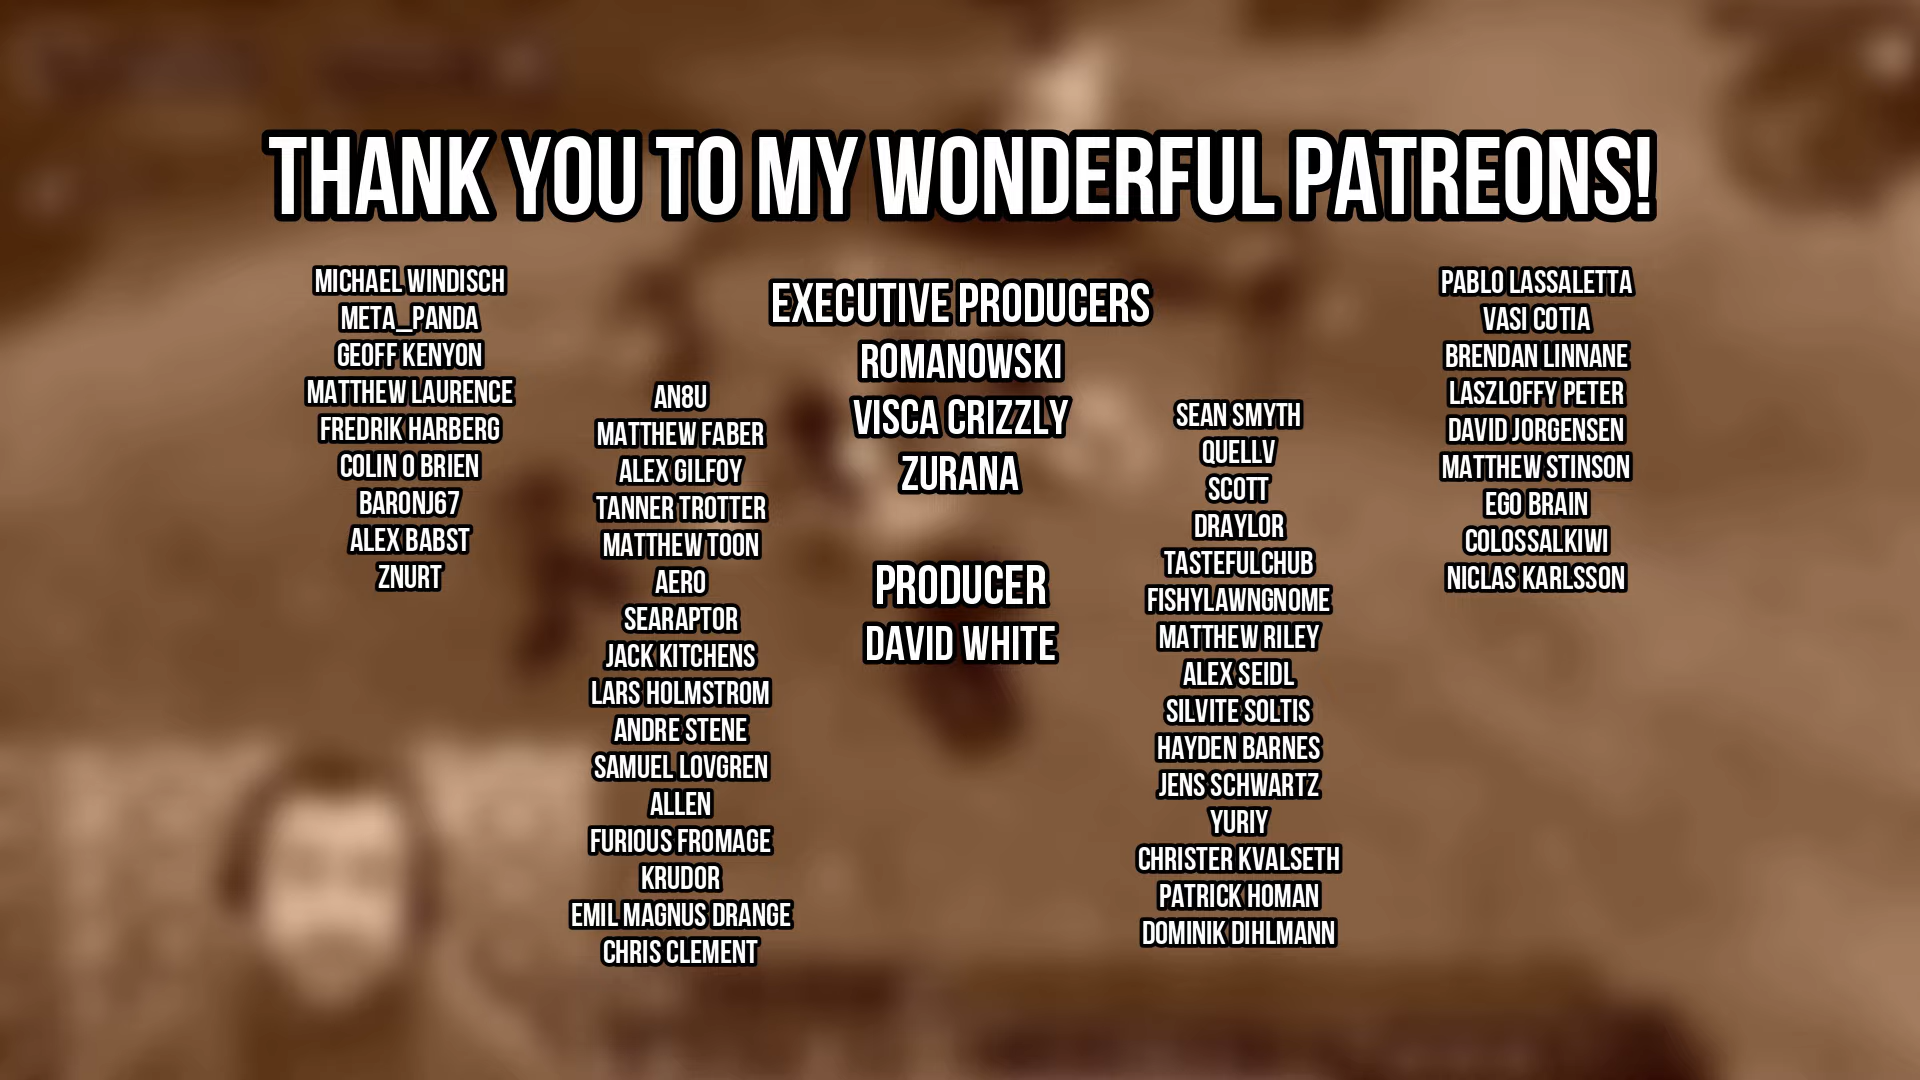 THANK YOU TO MY WONDERFUL PATREONS!
MICHAEL WINDISCH
META_PANDA
GEOFF KENYON
MATTHEW LAURENCE
FREDRIK HARBERG
COLIN O BRIEN
BARONJ67
ALEX BABST
ZNURT
AN8U
MATTHEW FABER
ALEX GILFOY
TANNER TROTTER
MATTHEW TOON
AERO
SEARAPTOR
JACK KITCHENS
LARS HOLMSTROM
ANDRE STENE
SAMUEL LOVGREN
ALLEN
FURIOUS FROMAGE
KRUDOR
EMIL MAGNUS DRANGE
CHRIS CLEMENT
EXECUTIVE PRODUCERS
ROMANOWSKI
VISCA CRIZZLY
ZURANA
PRODUCER
DAVID WHITE
SEAN SMYTH
QUELLV
SCOTT
DRAYLOR
TASTEFULCHUB
FISHYLAWNGNOME
MATTHEW RILEY
ALEX SEIDL
SILVITE SOLTIS
HAYDEN BARNES
JENS SCHWARTZ
YURIY
CHRISTER KVALSETH
PATRICK HOMAN
DOMINIK DIHLMANN
PABLO LASSALETTA
VASI COTIA
BRENDAN LINNANE
LASZLOFFY PETER
DAVID JORGENSEN
MATTHEW STINSON
EGO BRAIN
COLOSSALKIWI
NICLAS KARLSSON